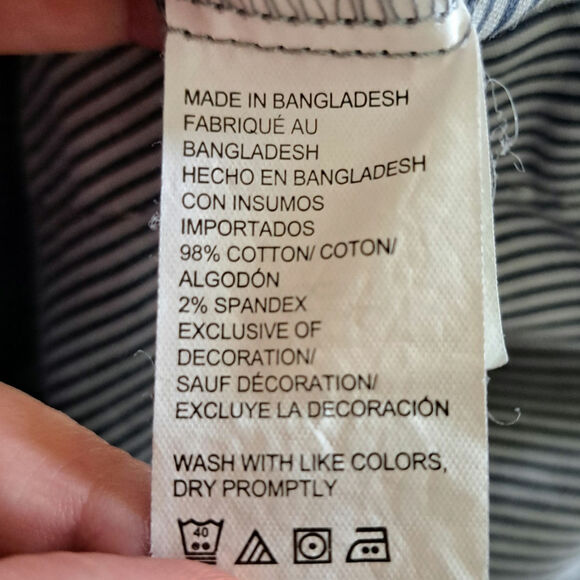 MADE IN BANGLADESH
FABRIQUÉ AU
BANGLADESH
HECHO EN BANGLADESH
CON INSUMOS
IMPORTADOS
98% COTTON/ COTON/
ALGODÓN
2% SPANDEX
EXCLUSIVE OF
DECORATION/
SAUF DÉCORATION/
EXCLUYE LA DECORACIÓN
WASH WITH LIKE COLORS,
DRY PROMPTLY
40